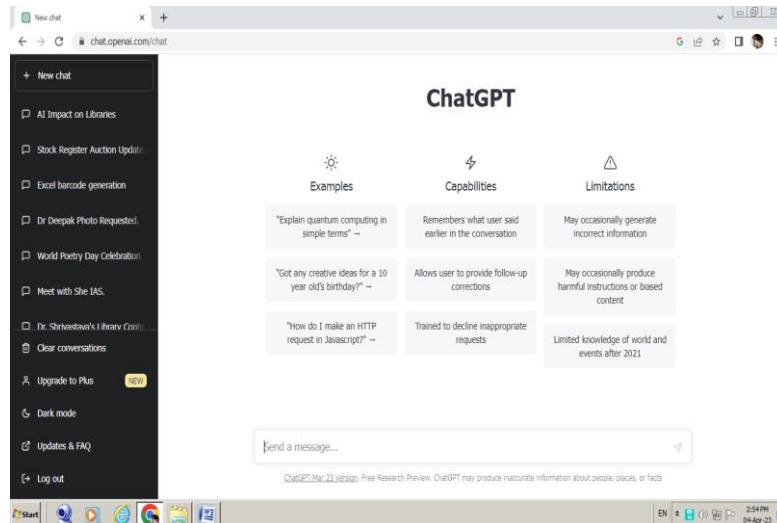 New chat
chat.openai.com/chat
+ New chat
AI Impact on Libraries
Stock Register Auction Update
Excel barcode generation
Dr Deepak Photo Requested.
World Poetry Day Celebration
Meet with She IAS.
Dr. Shrivastava's Library Contr
Clear conversations
Upgrade to Plus
NEW
Dark mode
Updates & FAQ
Log out
ChatGPT
Examples
"Explain quantum computing in
simple terms" →
"Got any creative ideas for a 10
year old's birthday?" →
"How do I make an HTTP
request in Javascript?" →
Capabilities
Remembers what user said
earlier in the conversation
Allows user to provide follow-up
corrections
Trained to decline inappropriate
requests
Limitations
May occasionally generate
incorrect information
May occasionally produce
harmful instructions or biased
content
Limited knowledge of world and
events after 2021
Send a message...
ChatGPT Mar 23 Version. Free Research Preview. ChatGPT may produce inaccurate information about people, places, or facts
Start
EN
2:54 PM
04-Apr-23